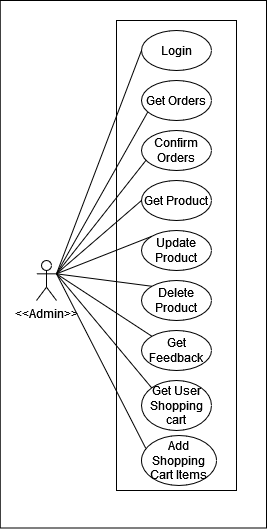 Login
Get Orders
Confirm
Orders
Get Product
Update
Product
<<Admin>>
Delete
Product
Get
Feedback
Get User
Shopping
cart
Add
Shopping
Cart Items